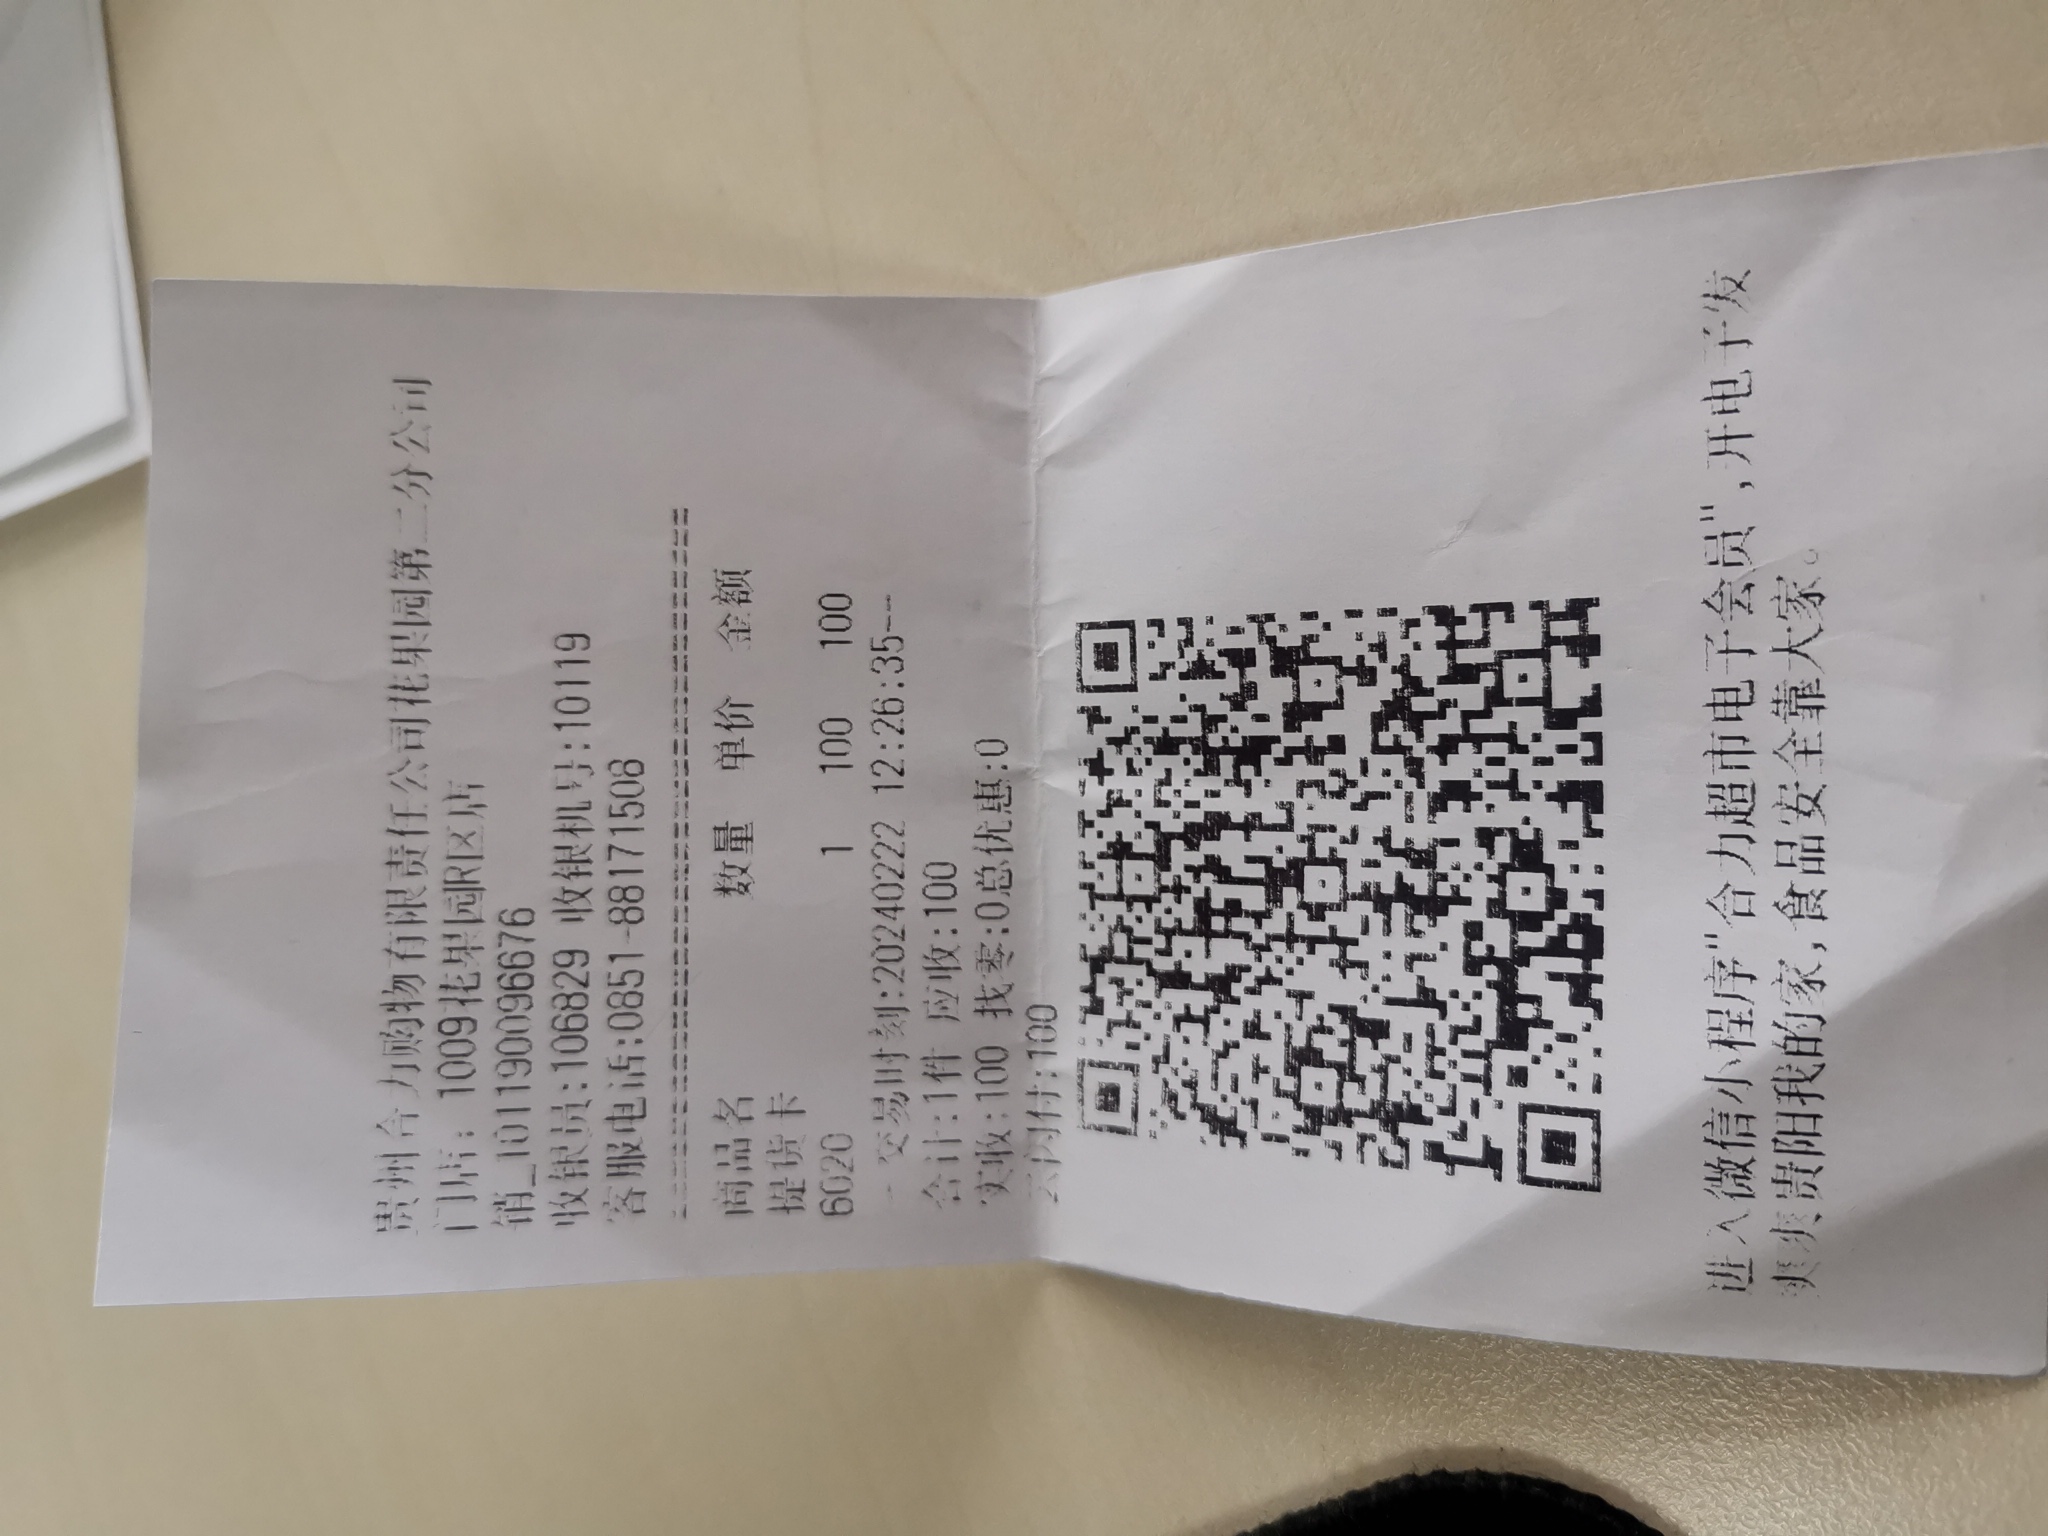 贵州合力购物有限责任公司花果园第二分公司
门店: 1009花果园R区店
销_1011900096676
收银员:106829 收银机号:10119
客服电话:0851-88171508
================================
商品名 数量 单价 金额
提货卡
6020 1 100 100
--交易时刻:20240222 12:26:35--
合计:1件 应收:100
实收:100 找零:0总优惠:0
云闪付:100
进入微信小程序"合力超市电子会员",开电子发
爽爽贵阳我的家,食品安全靠大家。